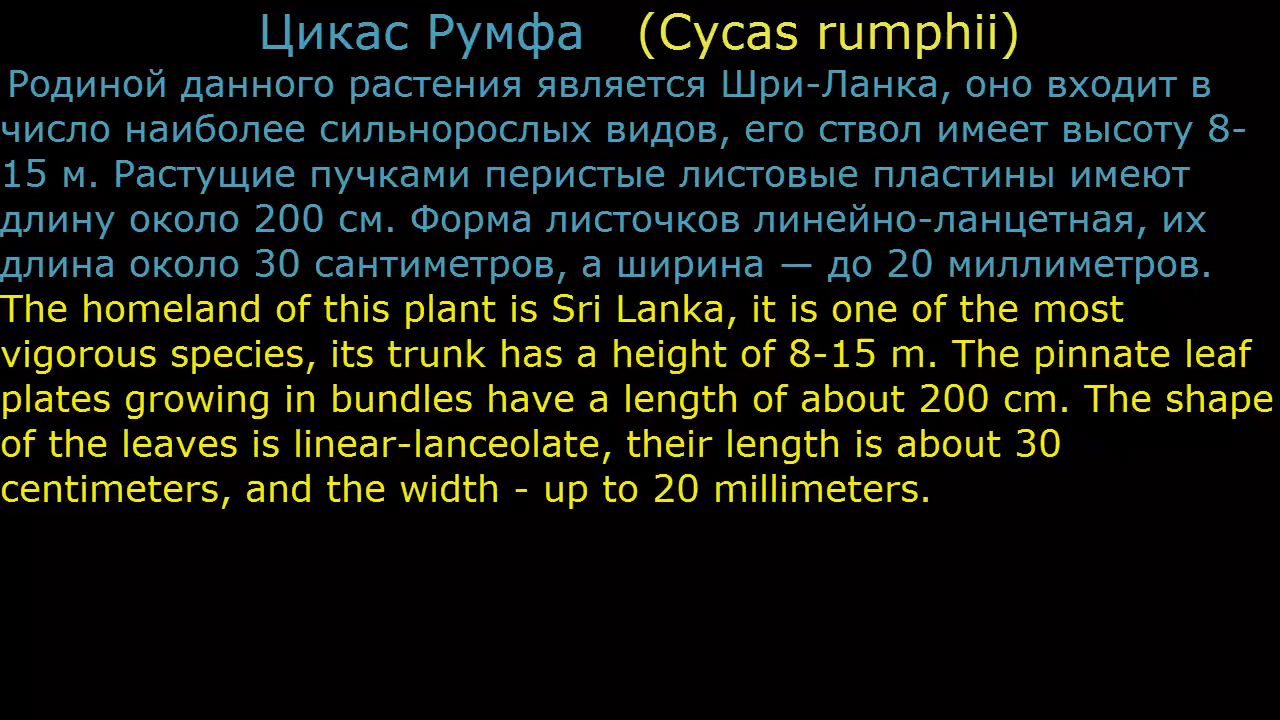 Цикас Румфа (Cycas rumphii)
Родиной данного растения является Шри-Ланка, оно входит в
число наиболее сильнорослых видов, его ствол имеет высоту 8-
15 м. Растущие пучками перистые листовые пластины имеют
длину около 200 см. Форма листочков линейно-ланцетная, их
длина около 30 сантиметров, а ширина — до 20 миллиметров.
The homeland of this plant is Sri Lanka, it is one of the most
vigorous species, its trunk has a height of 8-15 m. The pinnate leaf
plates growing in bundles have a length of about 200 cm. The shape
of the leaves is linear-lanceolate, their length is about 30
centimeters, and the width - up to 20 millimeters.